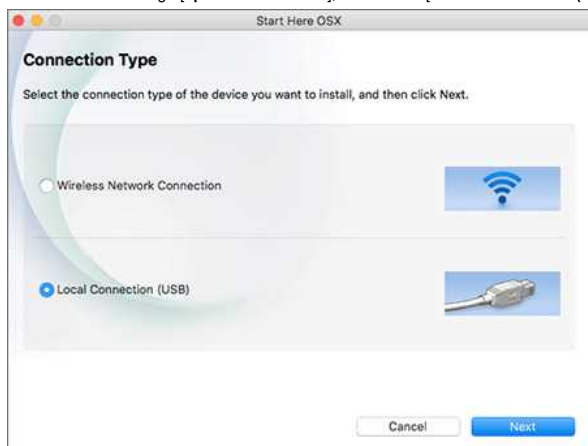 Start Here OSX
Connection Type
Select the connection type of the device you want to install, and then click Next.
Wireless Network Connection
Local Connection (USB)
Cancel
Next